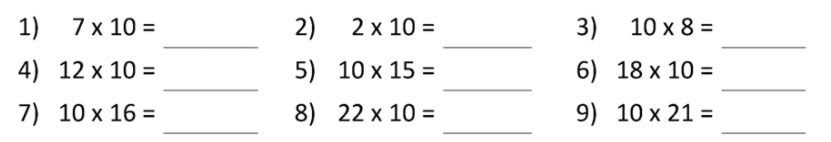 1) 7 x 10 = 2) 2 x 10 = 3) 10 x 8 =
4) 12 x 10 = 5) 10 x 15 = 6) 18 x 10 =
7) 10 x 16 = 8) 22 x 10 = 9) 10 x 21 =